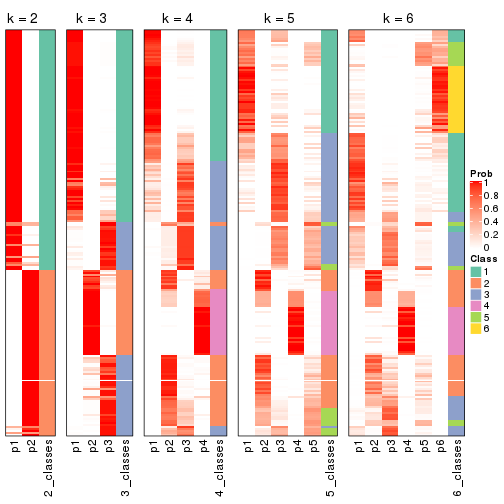 k = 2
k = 3
k = 4
k = 5
k = 6
Prob
1
0.8
0.6
0.4
0.2
0
Class
1
2
3
4
5
6
p1
p2
2_classes
p1
p2
p3
3_classes
p1
p2
p3
p4
4_classes
p1
p2
p3
p4
p5
5_classes
p1
p2
p3
p4
p5
p6
6_classes